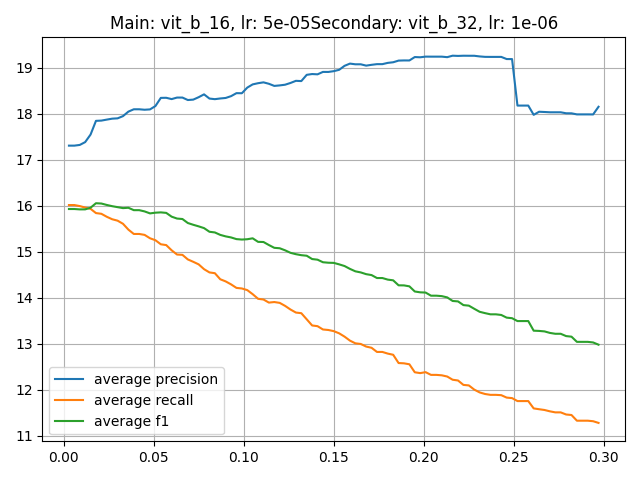 Main: vit_b_16, lr: 5e-05Secondary: vit_b_32, lr: 1e-06
19
18
17
16
15
14
13
12
11
average precision
average recall
average f1
0.00 0.05 0.10 0.15 0.20 0.25 0.30